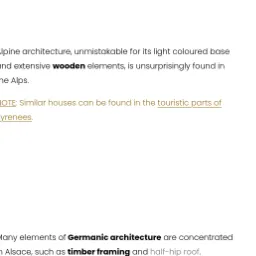 lpine architecture, unmistakable for its light coloured base
and extensive wooden elements, is unsurprisingly found in
he Alps.
NOTE: Similar houses can be found in the touristic parts of
yrenees.
Many elements of Germanic architecture are concentrated
n Alsace, such as timber framing and half-hip roof.